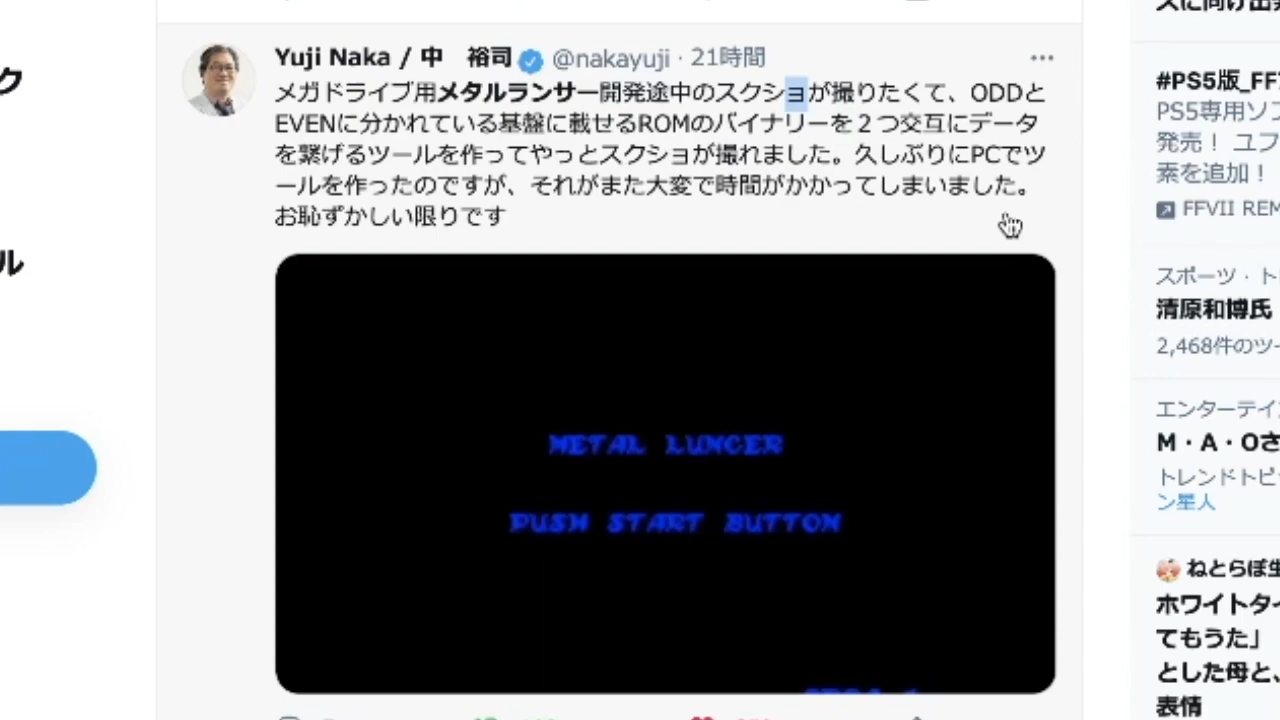 ク
ル
Yuji Naka / 中　裕司 @nakayuji · 21時間
メガドライブ用メタルランサー開発途中のスクショが撮りたくて、ODDと
EVENに分かれている基盤に載せるROMのバイナリーを２つ交互にデータ
を繋げるツールを作ってやっとスクショが撮れました。久しぶりにPCでツ
ールを作ったのですが、それがまた大変で時間がかかってしまいました。
お恥ずかしい限りです
METAL LUNCER
PUSH START BUTTON
#PS5版_FF
PS5専用ソフ
発売！ ユフ
素を追加！
FFVII REM
スポーツ · ト
清原和博氏
2,468件のツー
エンターテイ
M・A・Oさ
トレンドトピ
ン星人
ねとらぼ生
ホワイトタイ
てもうた」
とした母と、
表情